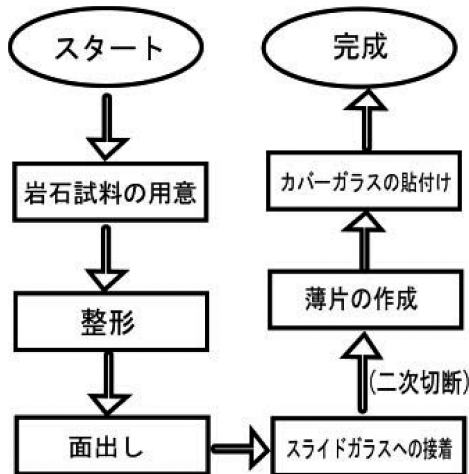 スタート
岩石試料の用意
整形
面出し
スライドガラスへの接着
(二次切断)
薄片の作成
カバーガラスの貼付け
完成